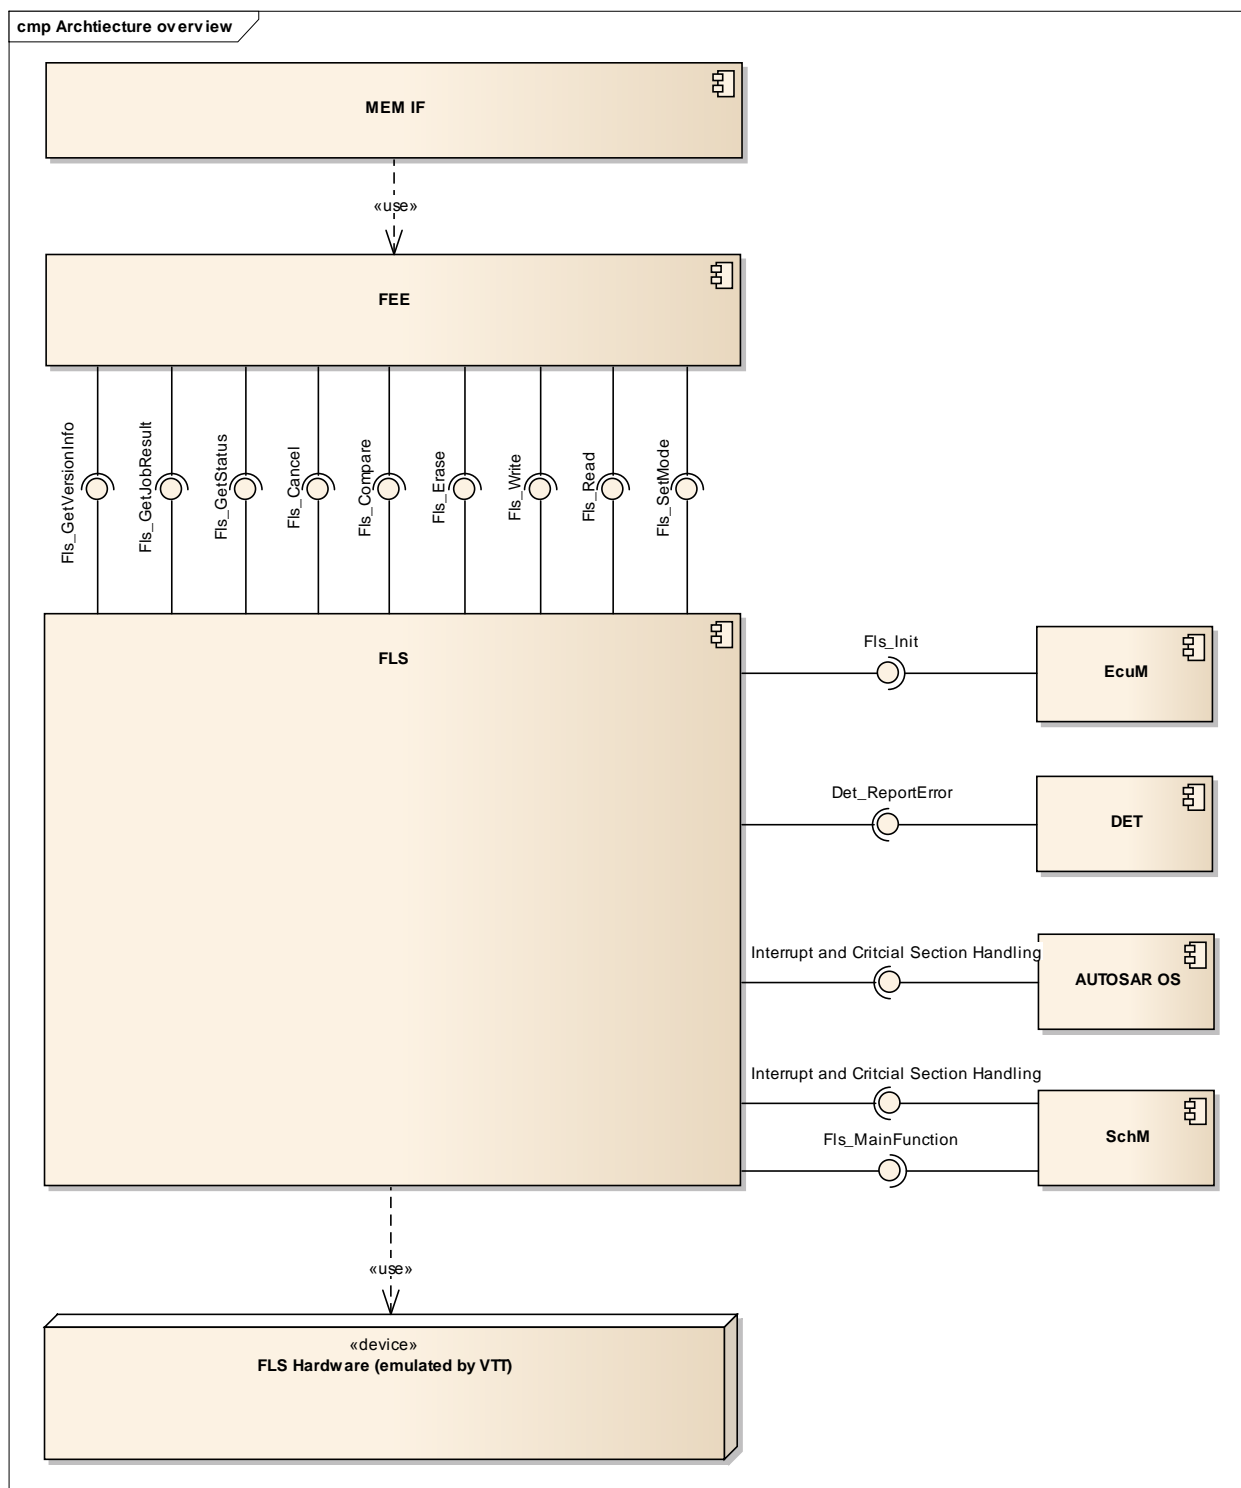 cmp Archtiecture overview
MEM IF
«use»
FEE
Fls_GetVersionInfo
Fls_GetJobResult
Fls_GetStatus
Fls_Cancel
Fls_Compare
Fls_Erase
Fls_Write
Fls_Read
Fls_SetMode
FLS
Fls_Init
EcuM
Det_ReportError
DET
Interrupt and Critcial Section Handling
AUTOSAR OS
Interrupt and Critcial Section Handling
Fls_MainFunction
SchM
«use»
«device»
FLS Hardware (emulated by VTT)